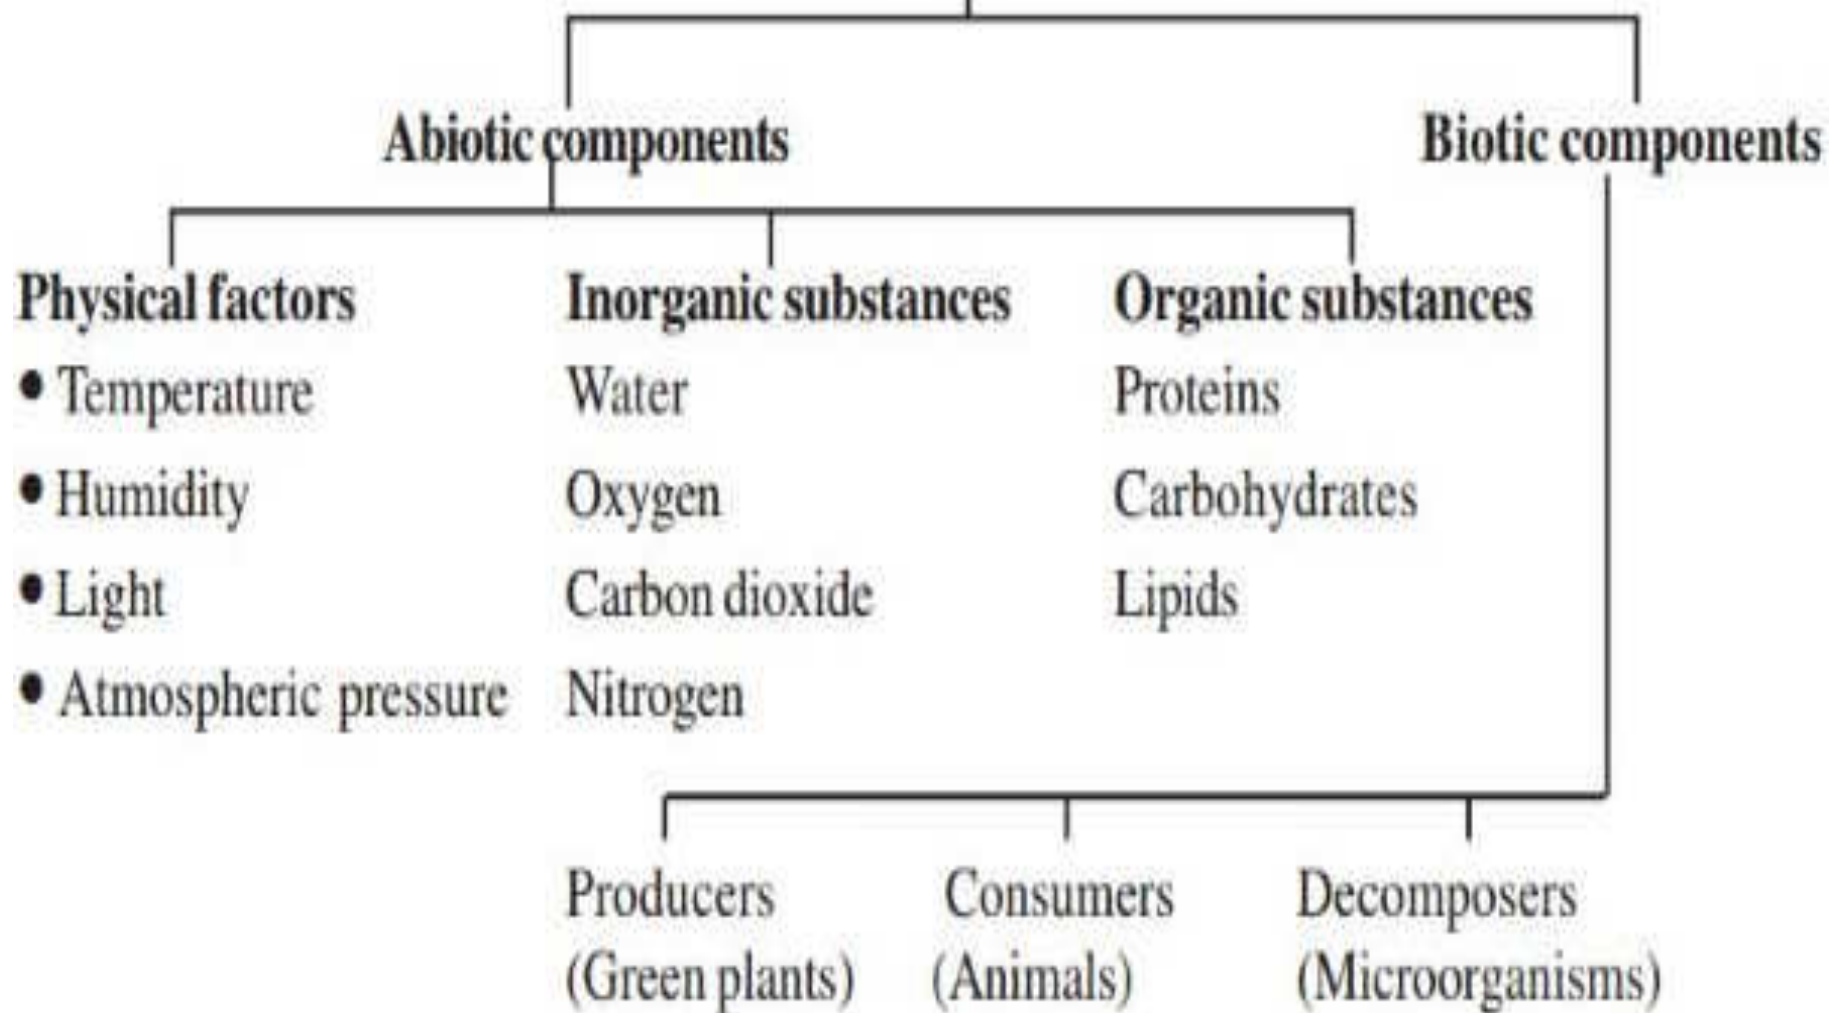 Abiotic components Biotic components
Physical factors Inorganic substances Organic substances
• Temperature Water Proteins
• Humidity Oxygen Carbohydrates
• Light Carbon dioxide Lipids
• Atmospheric pressure Nitrogen
Producers Consumers Decomposers
(Green plants) (Animals) (Microorganisms)